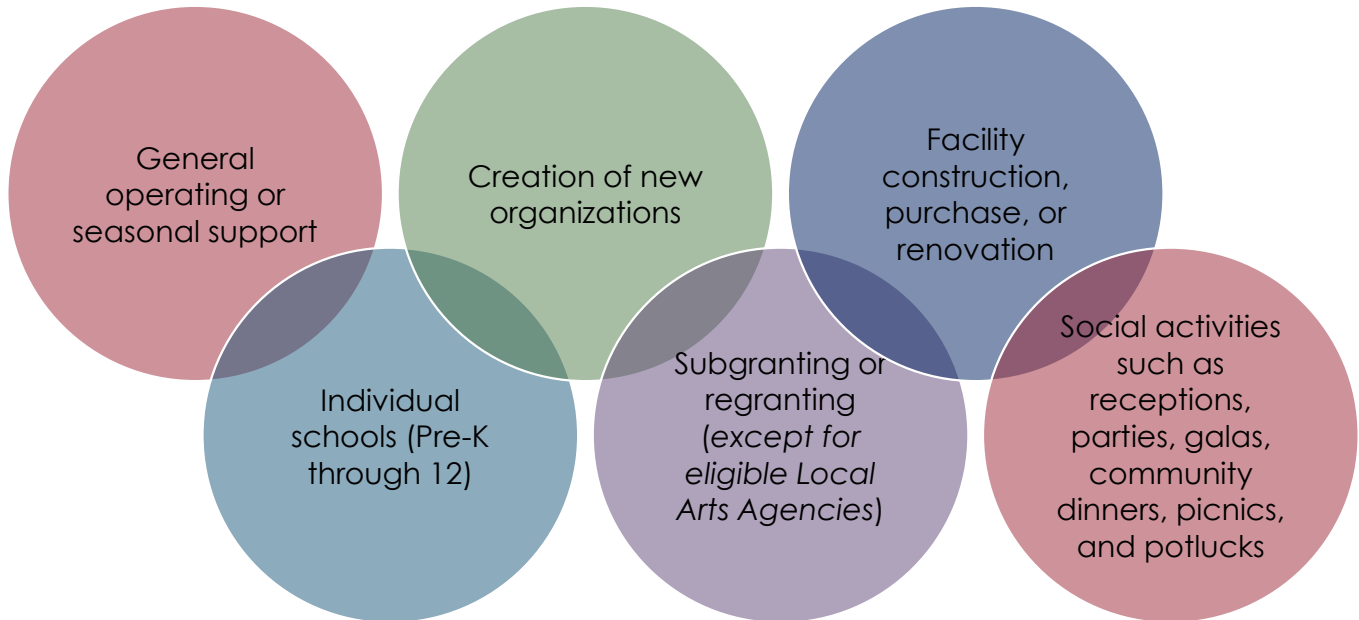 General
operating or
seasonal support
Creation of new
organizations
Facility
construction,
purchase, or
renovation
Individual
schools (Pre-K
through 12)
Subgranting or
regranting
(except for
eligible Local
Arts Agencies)
Social activities
such as
receptions,
parties, galas,
community
dinners, picnics,
and potlucks